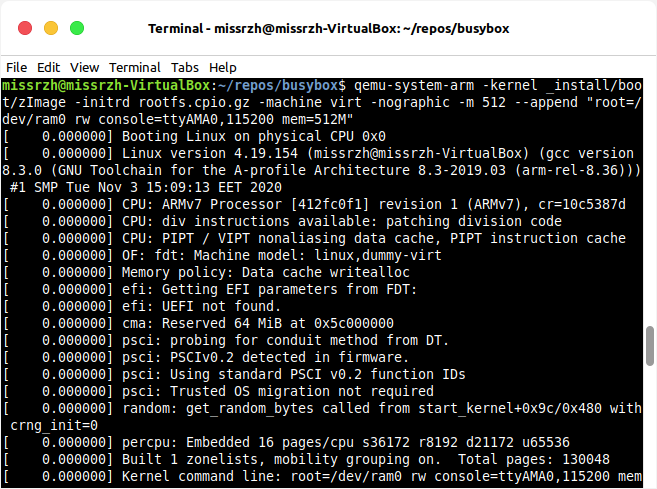 Terminal - missrzh@missrzh-VirtualBox: ~/repos/busybox
File Edit View Terminal Tabs Help
missrzh@missrzh-VirtualBox:~/repos/busybox$ qemu-system-arm -kernel _install/boo
t/zImage -initrd rootfs.cpio.gz -machine virt -nographic -m 512 --append "root=/
dev/ram0 rw console=ttyAMA0,115200 mem=512M"
[    0.000000] Booting Linux on physical CPU 0x0
[    0.000000] Linux version 4.19.154 (missrzh@missrzh-VirtualBox) (gcc version
8.3.0 (GNU Toolchain for the A-profile Architecture 8.3-2019.03 (arm-rel-8.36)))
 #1 SMP Tue Nov 3 15:09:13 EET 2020
[    0.000000] CPU: ARMv7 Processor [412fc0f1] revision 1 (ARMv7), cr=10c5387d
[    0.000000] CPU: div instructions available: patching division code
[    0.000000] CPU: PIPT / VIPT nonaliasing data cache, PIPT instruction cache
[    0.000000] OF: fdt: Machine model: linux,dummy-virt
[    0.000000] Memory policy: Data cache writealloc
[    0.000000] efi: Getting EFI parameters from FDT:
[    0.000000] efi: UEFI not found.
[    0.000000] cma: Reserved 64 MiB at 0x5c000000
[    0.000000] psci: probing for conduit method from DT.
[    0.000000] psci: PSCIv0.2 detected in firmware.
[    0.000000] psci: Using standard PSCI v0.2 function IDs
[    0.000000] psci: Trusted OS migration not required
[    0.000000] random: get_random_bytes called from start_kernel+0x9c/0x480 with
 crng_init=0
[    0.000000] percpu: Embedded 16 pages/cpu s36172 r8192 d21172 u65536
[    0.000000] Built 1 zonelists, mobility grouping on.  Total pages: 130048
[    0.000000] Kernel command line: root=/dev/ram0 rw console=ttyAMA0,115200 mem